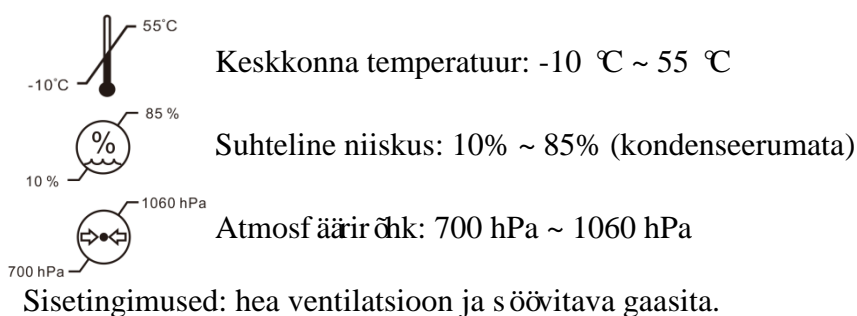 55°C
-10°C
Keskkonna temperatuur: -10 ℃ ~ 55 ℃
85 %
%
10 %
Suhteline niiskus: 10% ~ 85% (kondenseerumata)
1060 hPa
700 hPa
Atmosfäärirõhk: 700 hPa ~ 1060 hPa
Sisetingimused: hea ventilatsioon ja söövitava gaasita.